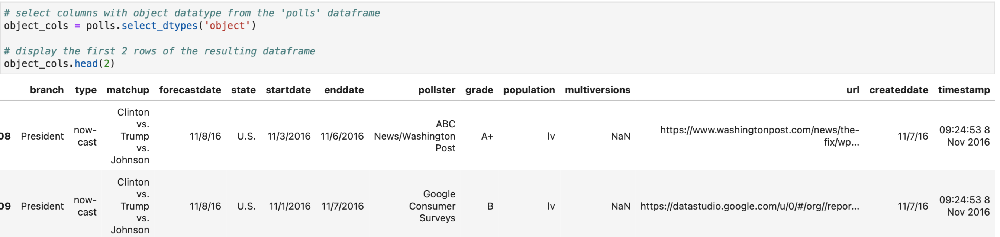 # select columns with object datatype from the 'polls' dataframe
object_cols = polls.select_dtypes('object')
# display the first 2 rows of the resulting dataframe
object_cols.head(2)
branch type matchup forecastdate state startdate enddate pollster grade population multiversions url createddate timestamp
Clinton
vs.
Trump
vs.
Johnson
08 President now-
cast 11/8/16 U.S. 11/3/2016 11/6/2016 ABC
News/Washington
Post A+ lv NaN https://www.washingtonpost.com/news/the-
fix/wp... 11/7/16 09:24:53 8
Nov 2016
Clinton
vs.
Trump
vs.
Johnson
09 President now-
cast 11/8/16 U.S. 11/1/2016 11/7/2016 Google
Consumer
Surveys B lv NaN https://datastudio.google.com/u/0/#/org//repor... 11/7/16 09:24:53 8
Nov 2016